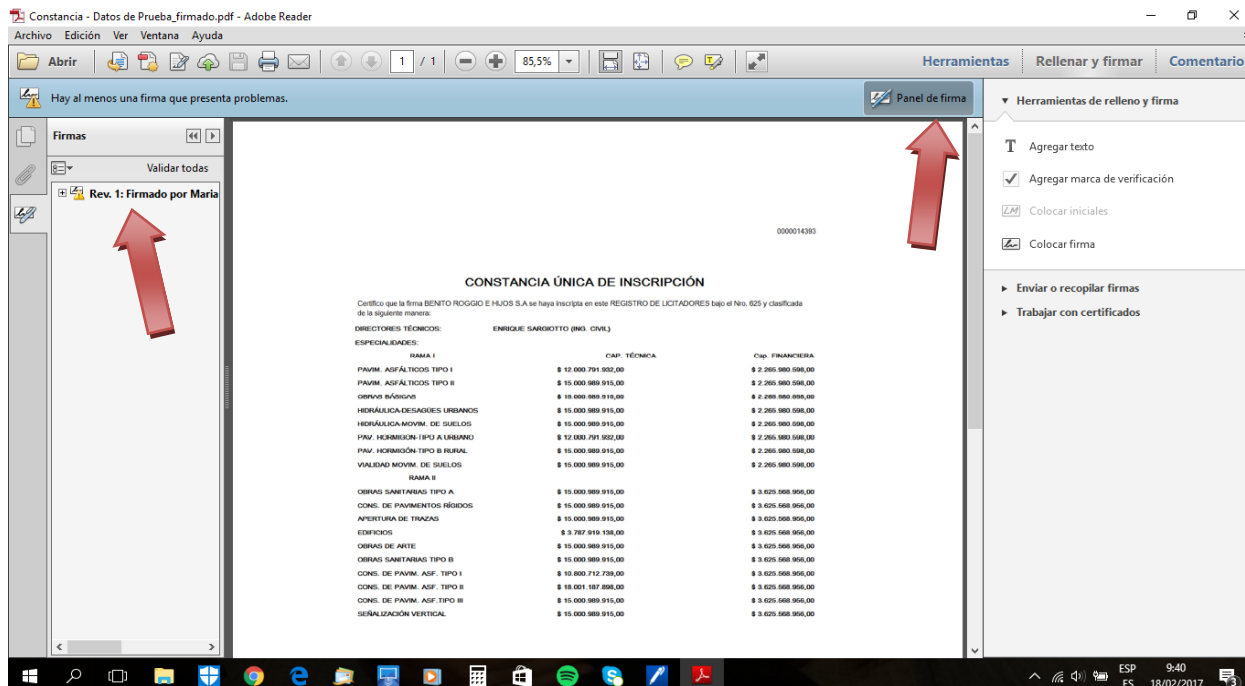 Constancia - Datos de Prueba_firmado.pdf - Adobe Reader
Archivo Edición Ver Ventana Ayuda
Abrir 1 / 1 85,5% Herramientas Rellenar y firmar Comentario
Hay al menos una firma que presenta problemas. Panel de firma
Firmas
Validar todas
Rev. 1: Firmado por Maria
Herramientas de relleno y firma
T Agregar texto
Agregar marca de verificación
LM Colocar iniciales
Colocar firma
Enviar o recopilar firmas
Trabajar con certificados
0000014393
CONSTANCIA ÚNICA DE INSCRIPCIÓN
Certifico que la firma BENITO ROGGIO E HIJOS S.A se haya inscripta en este REGISTRO DE LICITADORES bajo el Nro. 625 y clasificada
de la siguiente manera:
DIRECTORES TÉCNICOS: ENRIQUE SARGIOTTO (ING. CIVIL)
ESPECIALIDADES:
RAMA I CAP. TÉCNICA Cap. FINANCIERA
PAVIM. ASFÁLTICOS TIPO I $ 12.000.791.932,00 $ 2.265.980.598,00
PAVIM. ASFÁLTICOS TIPO II $ 15.000.989.915,00 $ 2.265.980.598,00
OBRAS BÁSICAS $ 15.000.989.915,00 $ 2.265.980.598,00
HIDRÁULICA-DESAGÜES URBANOS $ 15.000.989.915,00 $ 2.265.980.598,00
HIDRÁULICA-MOVIM. DE SUELOS $ 15.000.989.915,00 $ 2.265.980.598,00
PAV. HORMIGÓN-TIPO A URBANO $ 12.000.791.932,00 $ 2.265.980.598,00
PAV. HORMIGÓN-TIPO B RURAL $ 15.000.989.915,00 $ 2.265.980.598,00
VIALIDAD MOVIM. DE SUELOS $ 15.000.989.915,00 $ 2.265.980.598,00
RAMA II
OBRAS SANITARIAS TIPO A $ 15.000.989.915,00 $ 3.625.568.956,00
CONS. DE PAVIMENTOS RÍGIDOS $ 15.000.989.915,00 $ 3.625.568.956,00
APERTURA DE TRAZAS $ 15.000.989.915,00 $ 3.625.568.956,00
EDIFICIOS $ 3.787.919.138,00 $ 3.625.568.956,00
OBRAS DE ARTE $ 15.000.989.915,00 $ 3.625.568.956,00
OBRAS SANITARIAS TIPO B $ 15.000.989.915,00 $ 3.625.568.956,00
CONS. DE PAVIM. ASF. TIPO I $ 10.800.712.739,00 $ 3.625.568.956,00
CONS. DE PAVIM. ASF. TIPO II $ 18.001.187.898,00 $ 3.625.568.956,00
CONS. DE PAVIM. ASF.TIPO III $ 15.000.989.915,00 $ 3.625.568.956,00
SEÑALIZACIÓN VERTICAL $ 15.000.989.915,00 $ 3.625.568.956,00
ESP 9:40
ES 18/02/2017 3